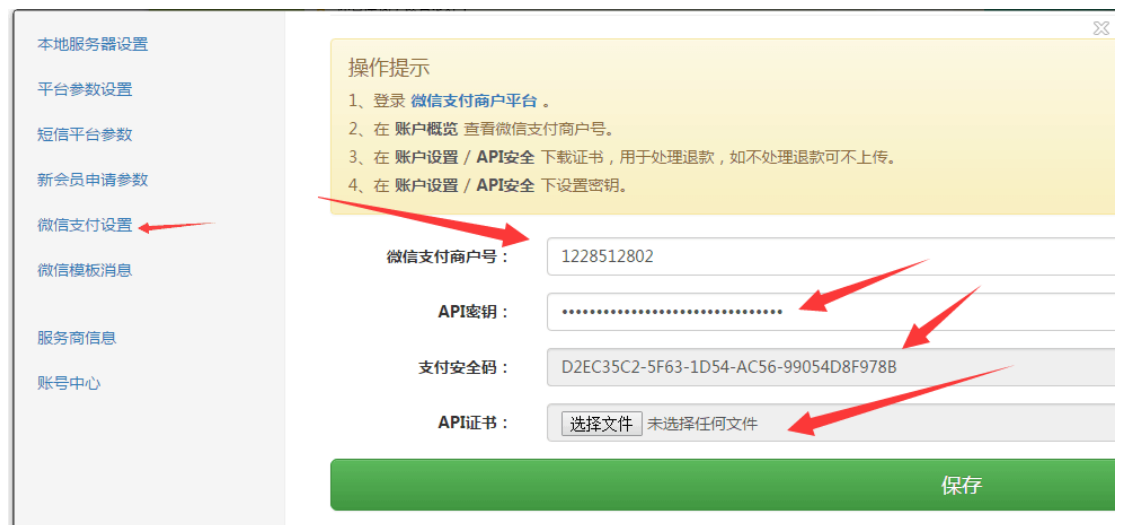 本地服务器设置
平台参数设置
短信平台参数
新会员申请参数
微信支付设置
微信模板消息
服务商信息
账号中心
操作提示
1、登录 微信支付商户平台 。
2、在 账户概览 查看微信支付商户号。
3、在 账户设置 / API安全 下载证书，用于处理退款，如不处理退款可不上传。
4、在 账户设置 / API安全 下设置密钥。
微信支付商户号： 1228512802
API密钥： ••••••••••••••••••••••••••••••••
支付安全码： D2EC35C2-5F63-1D54-AC56-99054D8F978B
API证书： 选择文件 未选择任何文件
保存